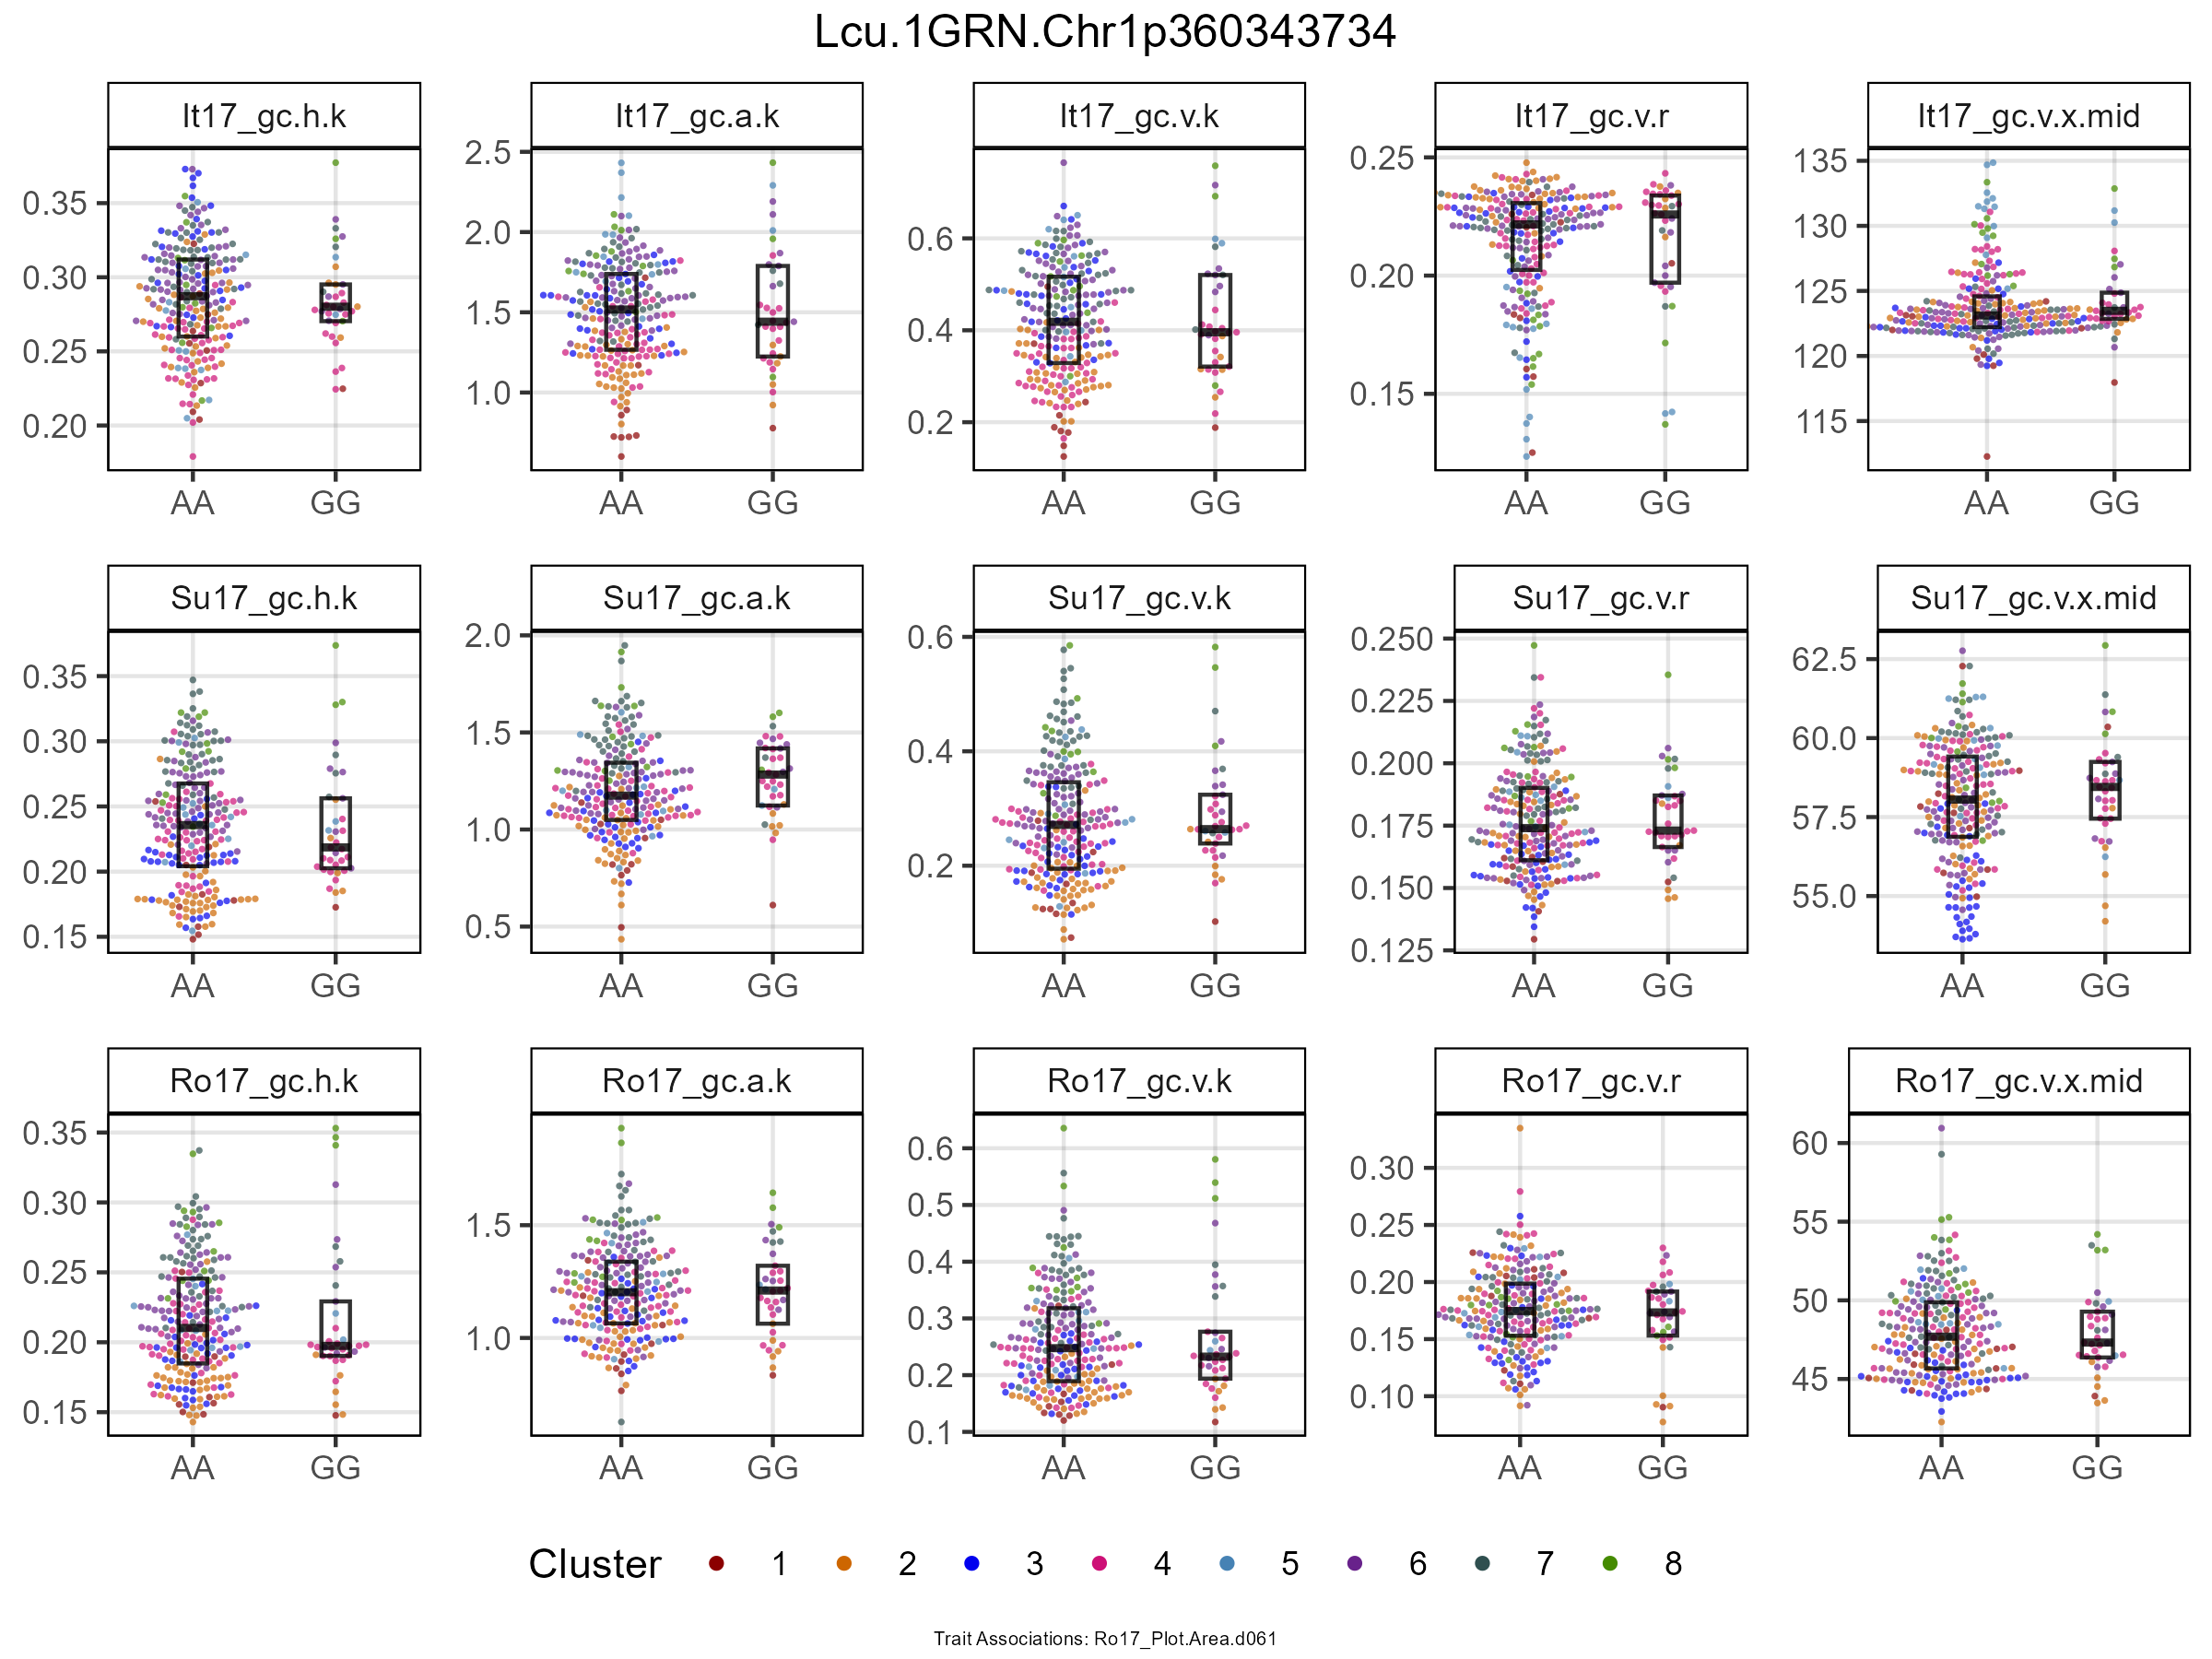 Lcu.1GRN.Chr1p360343734
It17_gc.h.k It17_gc.a.k It17_gc.v.k It17_gc.v.r It17_gc.v.x.mid
0.35 0.30 0.25 0.20
2.5 2.0 1.5 1.0
0.6 0.4 0.2
0.25 0.20 0.15
135 130 125 120 115
AA GG AA GG AA GG AA GG AA GG
Su17_gc.h.k Su17_gc.a.k Su17_gc.v.k Su17_gc.v.r Su17_gc.v.x.mid
0.35 0.30 0.25 0.20 0.15
2.0 1.5 1.0 0.5
0.6 0.4 0.2
0.250 0.225 0.200 0.175 0.150 0.125
62.5 60.0 57.5 55.0
AA GG AA GG AA GG AA GG AA GG
Ro17_gc.h.k Ro17_gc.a.k Ro17_gc.v.k Ro17_gc.v.r Ro17_gc.v.x.mid
0.35 0.30 0.25 0.20 0.15
1.5 1.0
0.6 0.5 0.4 0.3 0.2 0.1
0.30 0.25 0.20 0.15 0.10
60 55 50 45
AA GG AA GG AA GG AA GG AA GG
Cluster 1 2 3 4 5 6 7 8
Trait Associations: Ro17_Plot.Area.d061